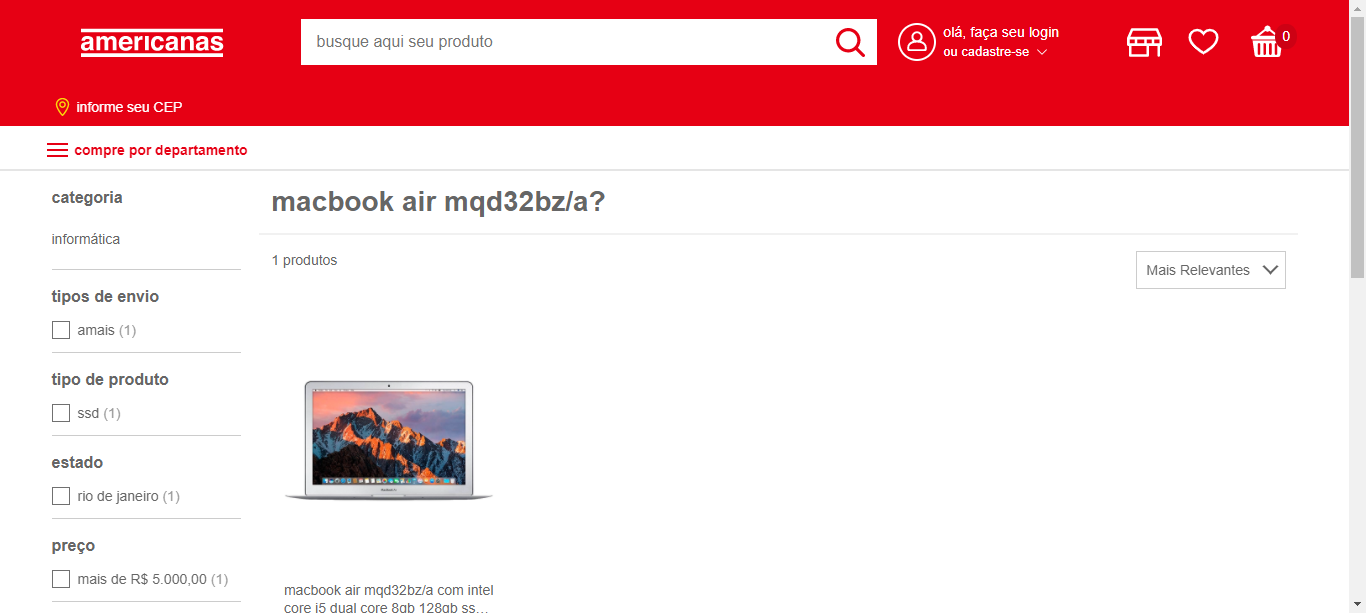 americanas
busque aqui seu produto
olá, faça seu login
ou cadastre-se
0
informe seu CEP
compre por departamento
categoria
informática
tipos de envio
amais (1)
tipo de produto
ssd (1)
estado
rio de janeiro (1)
preço
mais de R$ 5.000,00 (1)
macbook air mqd32bz/a?
1 produtos
Mais Relevantes
macbook air mqd32bz/a com intel
core i5 dual core 8gb 128gb ss...